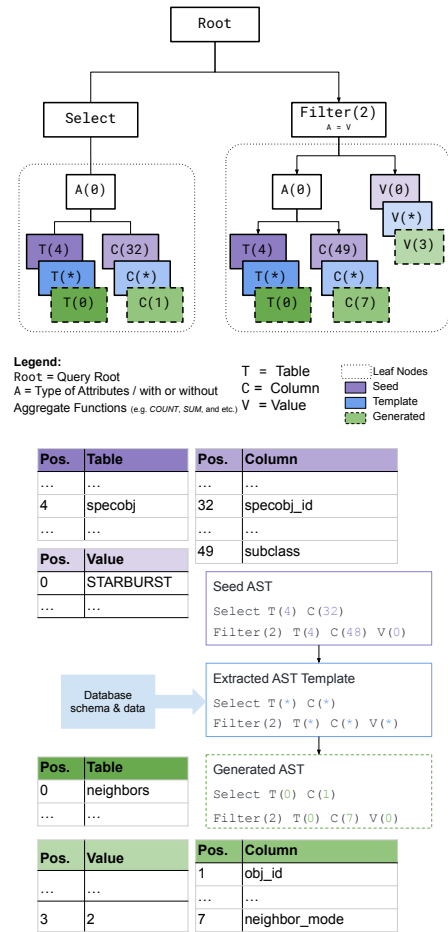 Root
Select
Filter(2)
A = V
A(0)
A(0)
V(0)
V(*)
V(3)
T(4)
C(32)
T(*)
C(*)
T(0)
C(1)
T(4)
C(49)
T(*)
C(*)
T(0)
C(7)
Legend:
Root = Query Root
A = Type of Attributes / with or without
Aggregate Functions (e.g. COUNT, SUM, and etc.)
T = Table
C = Column
V = Value
Leaf Nodes
Seed
Template
Generated
Pos. Table
... ...
4 specobj
... ...
Pos. Column
... ...
32 specobj_id
... ...
49 subclass
Pos. Value
0 STARBURST
... ...
Seed AST
Select T(4) C(32)
Filter(2) T(4) C(48) V(0)
Database
schema & data
Extracted AST Template
Select T(*) C(*)
Filter(2) T(*) C(*) V(*)
Generated AST
Select T(0) C(1)
Filter(2) T(0) C(7) V(0)
Pos. Table
0 neighbors
... ...
Pos. Value
... ...
3 2
Pos. Column
1 obj_id
... ...
7 neighbor_mode